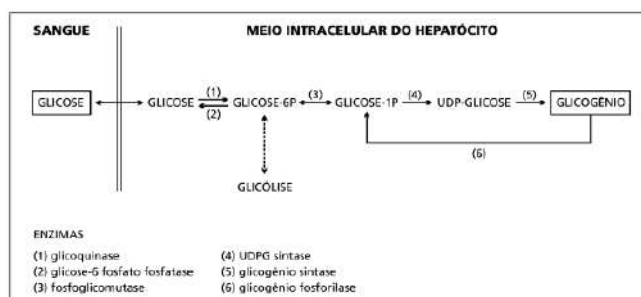 SANGUE MEIO INTRACELULAR DO HEPATÓCITO
(1) (3) (4) (5)
GLICOSE GLICOSE GLICOSE-6P GLICOSE-1P UDP-GLICOSE GLICOGÊNIO
(2)
(6)
GLICÓLISE
ENZIMAS
(1) glicoquinase (4) UDPG sintase
(2) glicose-6 fosfato fosfatase (5) glicogênio sintase
(3) fosfoglicomutase (6) glicogênio fosforilase